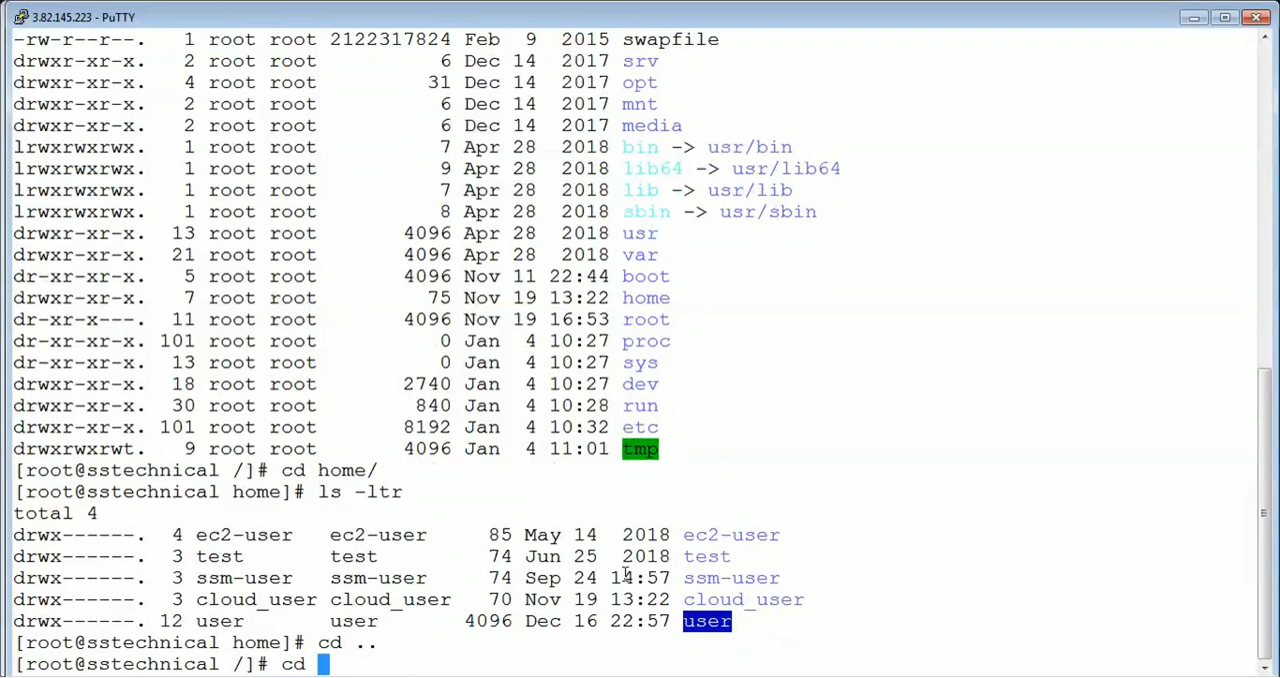 3.82.145.223 - PuTTY
-rw-r--r--. 1 root root 2122317824 Feb 9 2015 swapfile
drwxr-xr-x. 2 root root 6 Dec 14 2017 srv
drwxr-xr-x. 4 root root 31 Dec 14 2017 opt
drwxr-xr-x. 2 root root 6 Dec 14 2017 mnt
drwxr-xr-x. 2 root root 6 Dec 14 2017 media
lrwxrwxrwx. 1 root root 7 Apr 28 2018 bin -> usr/bin
lrwxrwxrwx. 1 root root 9 Apr 28 2018 lib64 -> usr/lib64
lrwxrwxrwx. 1 root root 7 Apr 28 2018 lib -> usr/lib
lrwxrwxrwx. 1 root root 8 Apr 28 2018 sbin -> usr/sbin
drwxr-xr-x. 13 root root 4096 Apr 28 2018 usr
drwxr-xr-x. 21 root root 4096 Apr 28 2018 var
dr-xr-xr-x. 5 root root 4096 Nov 11 22:44 boot
drwxr-xr-x. 7 root root 75 Nov 19 13:22 home
dr-xr-x---. 11 root root 4096 Nov 19 16:53 root
dr-xr-xr-x. 101 root root 0 Jan 4 10:27 proc
dr-xr-xr-x. 13 root root 0 Jan 4 10:27 sys
drwxr-xr-x. 18 root root 2740 Jan 4 10:27 dev
drwxr-xr-x. 30 root root 840 Jan 4 10:28 run
drwxr-xr-x. 101 root root 8192 Jan 4 10:32 etc
drwxrwxrwt. 9 root root 4096 Jan 4 11:01 tmp
[root@sstechnical /]# cd home/
[root@sstechnical home]# ls -ltr
total 4
drwx------. 4 ec2-user ec2-user 85 May 14 2018 ec2-user
drwx------. 3 test test 74 Jun 25 2018 test
drwx------. 3 ssm-user ssm-user 74 Sep 24 14:57 ssm-user
drwx------. 3 cloud_user cloud_user 70 Nov 19 13:22 cloud_user
drwx------. 12 user user 4096 Dec 16 22:57 user
[root@sstechnical home]# cd ..
[root@sstechnical /]# cd